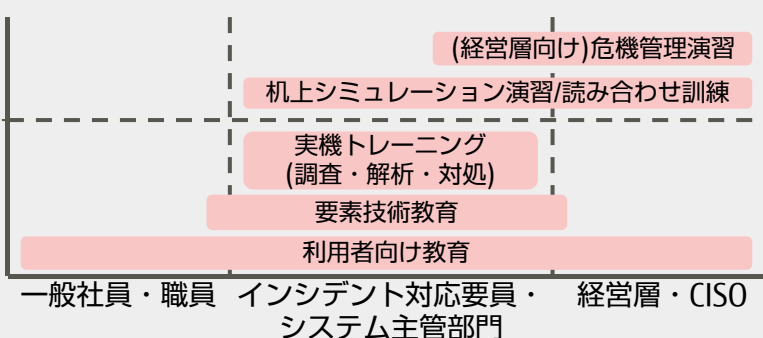 (経営層向け)危機管理演習
机上シミュレーション演習/読み合わせ訓練
実機トレーニング
(調査・解析・対処)
要素技術教育
利用者向け教育
一般社員・職員
インシデント対応要員・
システム主管部門
経営層・CISO